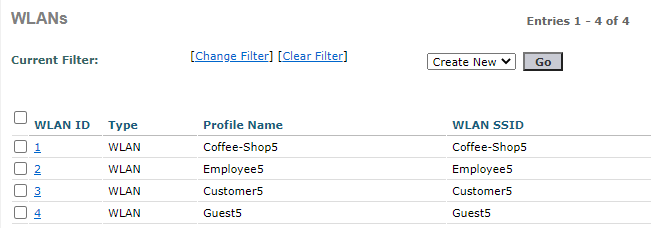 WLANs
Entries 1 - 4 of 4
Current Filter: [Change Filter] [Clear Filter] Create New Go
WLAN ID Type Profile Name WLAN SSID
1 WLAN Coffee-Shop5 Coffee-Shop5
2 WLAN Employee5 Employee5
3 WLAN Customer5 Customer5
4 WLAN Guest5 Guest5